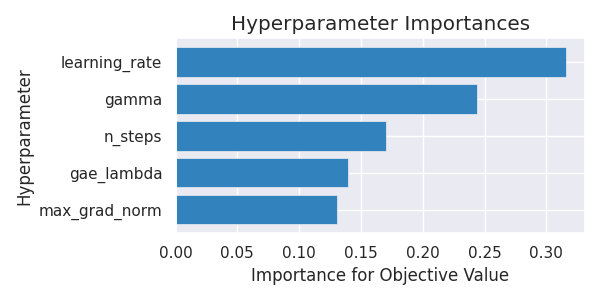 Hyperparameter Importances
Hyperparameter
learning_rate
gamma
n_steps
gae_lambda
max_grad_norm
0.00 0.05 0.10 0.15 0.20 0.25 0.30
Importance for Objective Value